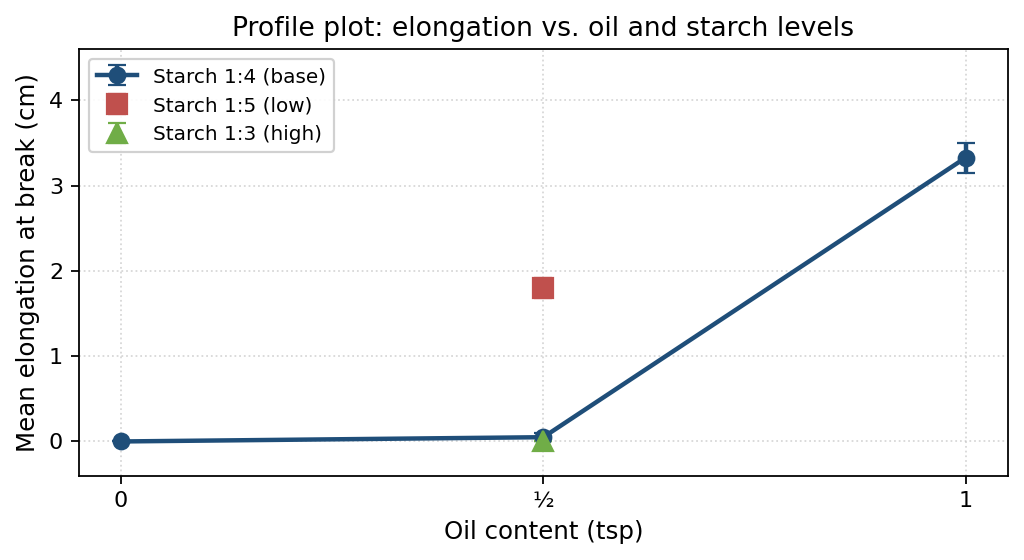 Profile plot: elongation vs. oil and starch levels
Mean elongation at break (cm)
Starch 1:4 (base)
Starch 1:5 (low)
Starch 1:3 (high)
4
3
2
1
0
0
½
1
Oil content (tsp)